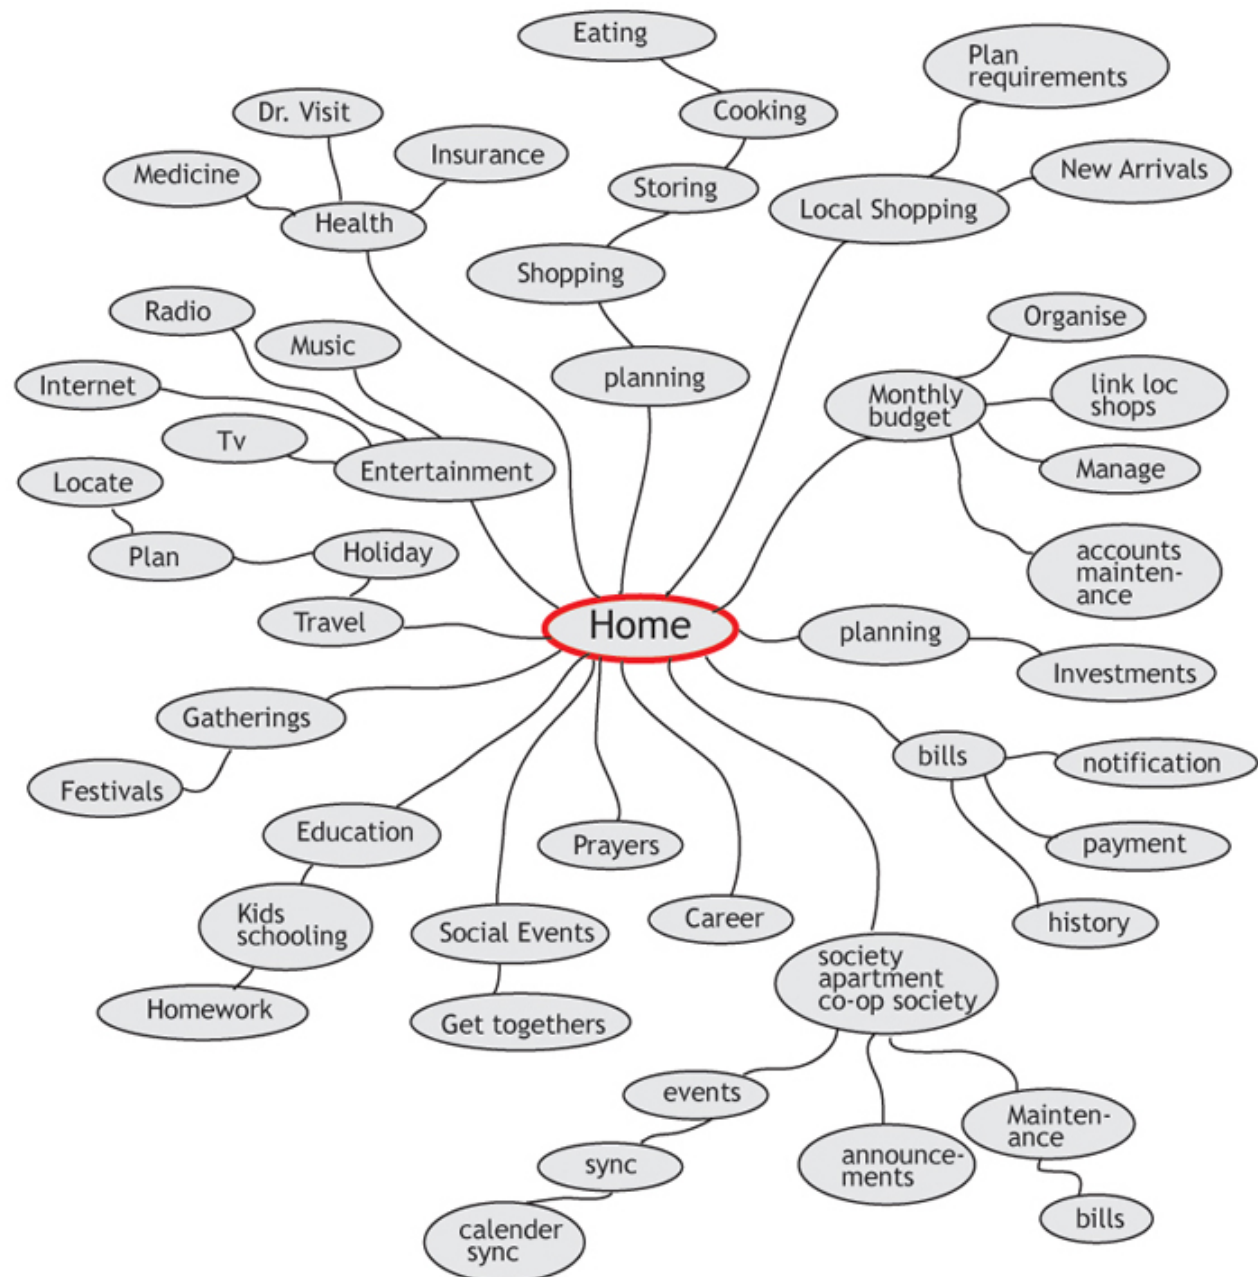 Eating
Plan
requirements
Dr. Visit
Cooking
Insurance
Medicine
New Arrivals
Storing
Local Shopping
Health
Shopping
Radio
Organise
Music
planning
Internet
link loc
shops
Monthly
budget
Tv
Entertainment
Manage
Locate
Holiday
Plan
accounts
mainten-
ance
Travel
Home
planning
Investments
Gatherings
bills
notification
Festivals
Education
Prayers
payment
Kids
schooling
Social Events
Career
history
society
apartment
co-op society
Homework
Get togethers
events
Mainten-
ance
sync
announce-
ments
bills
calender
sync